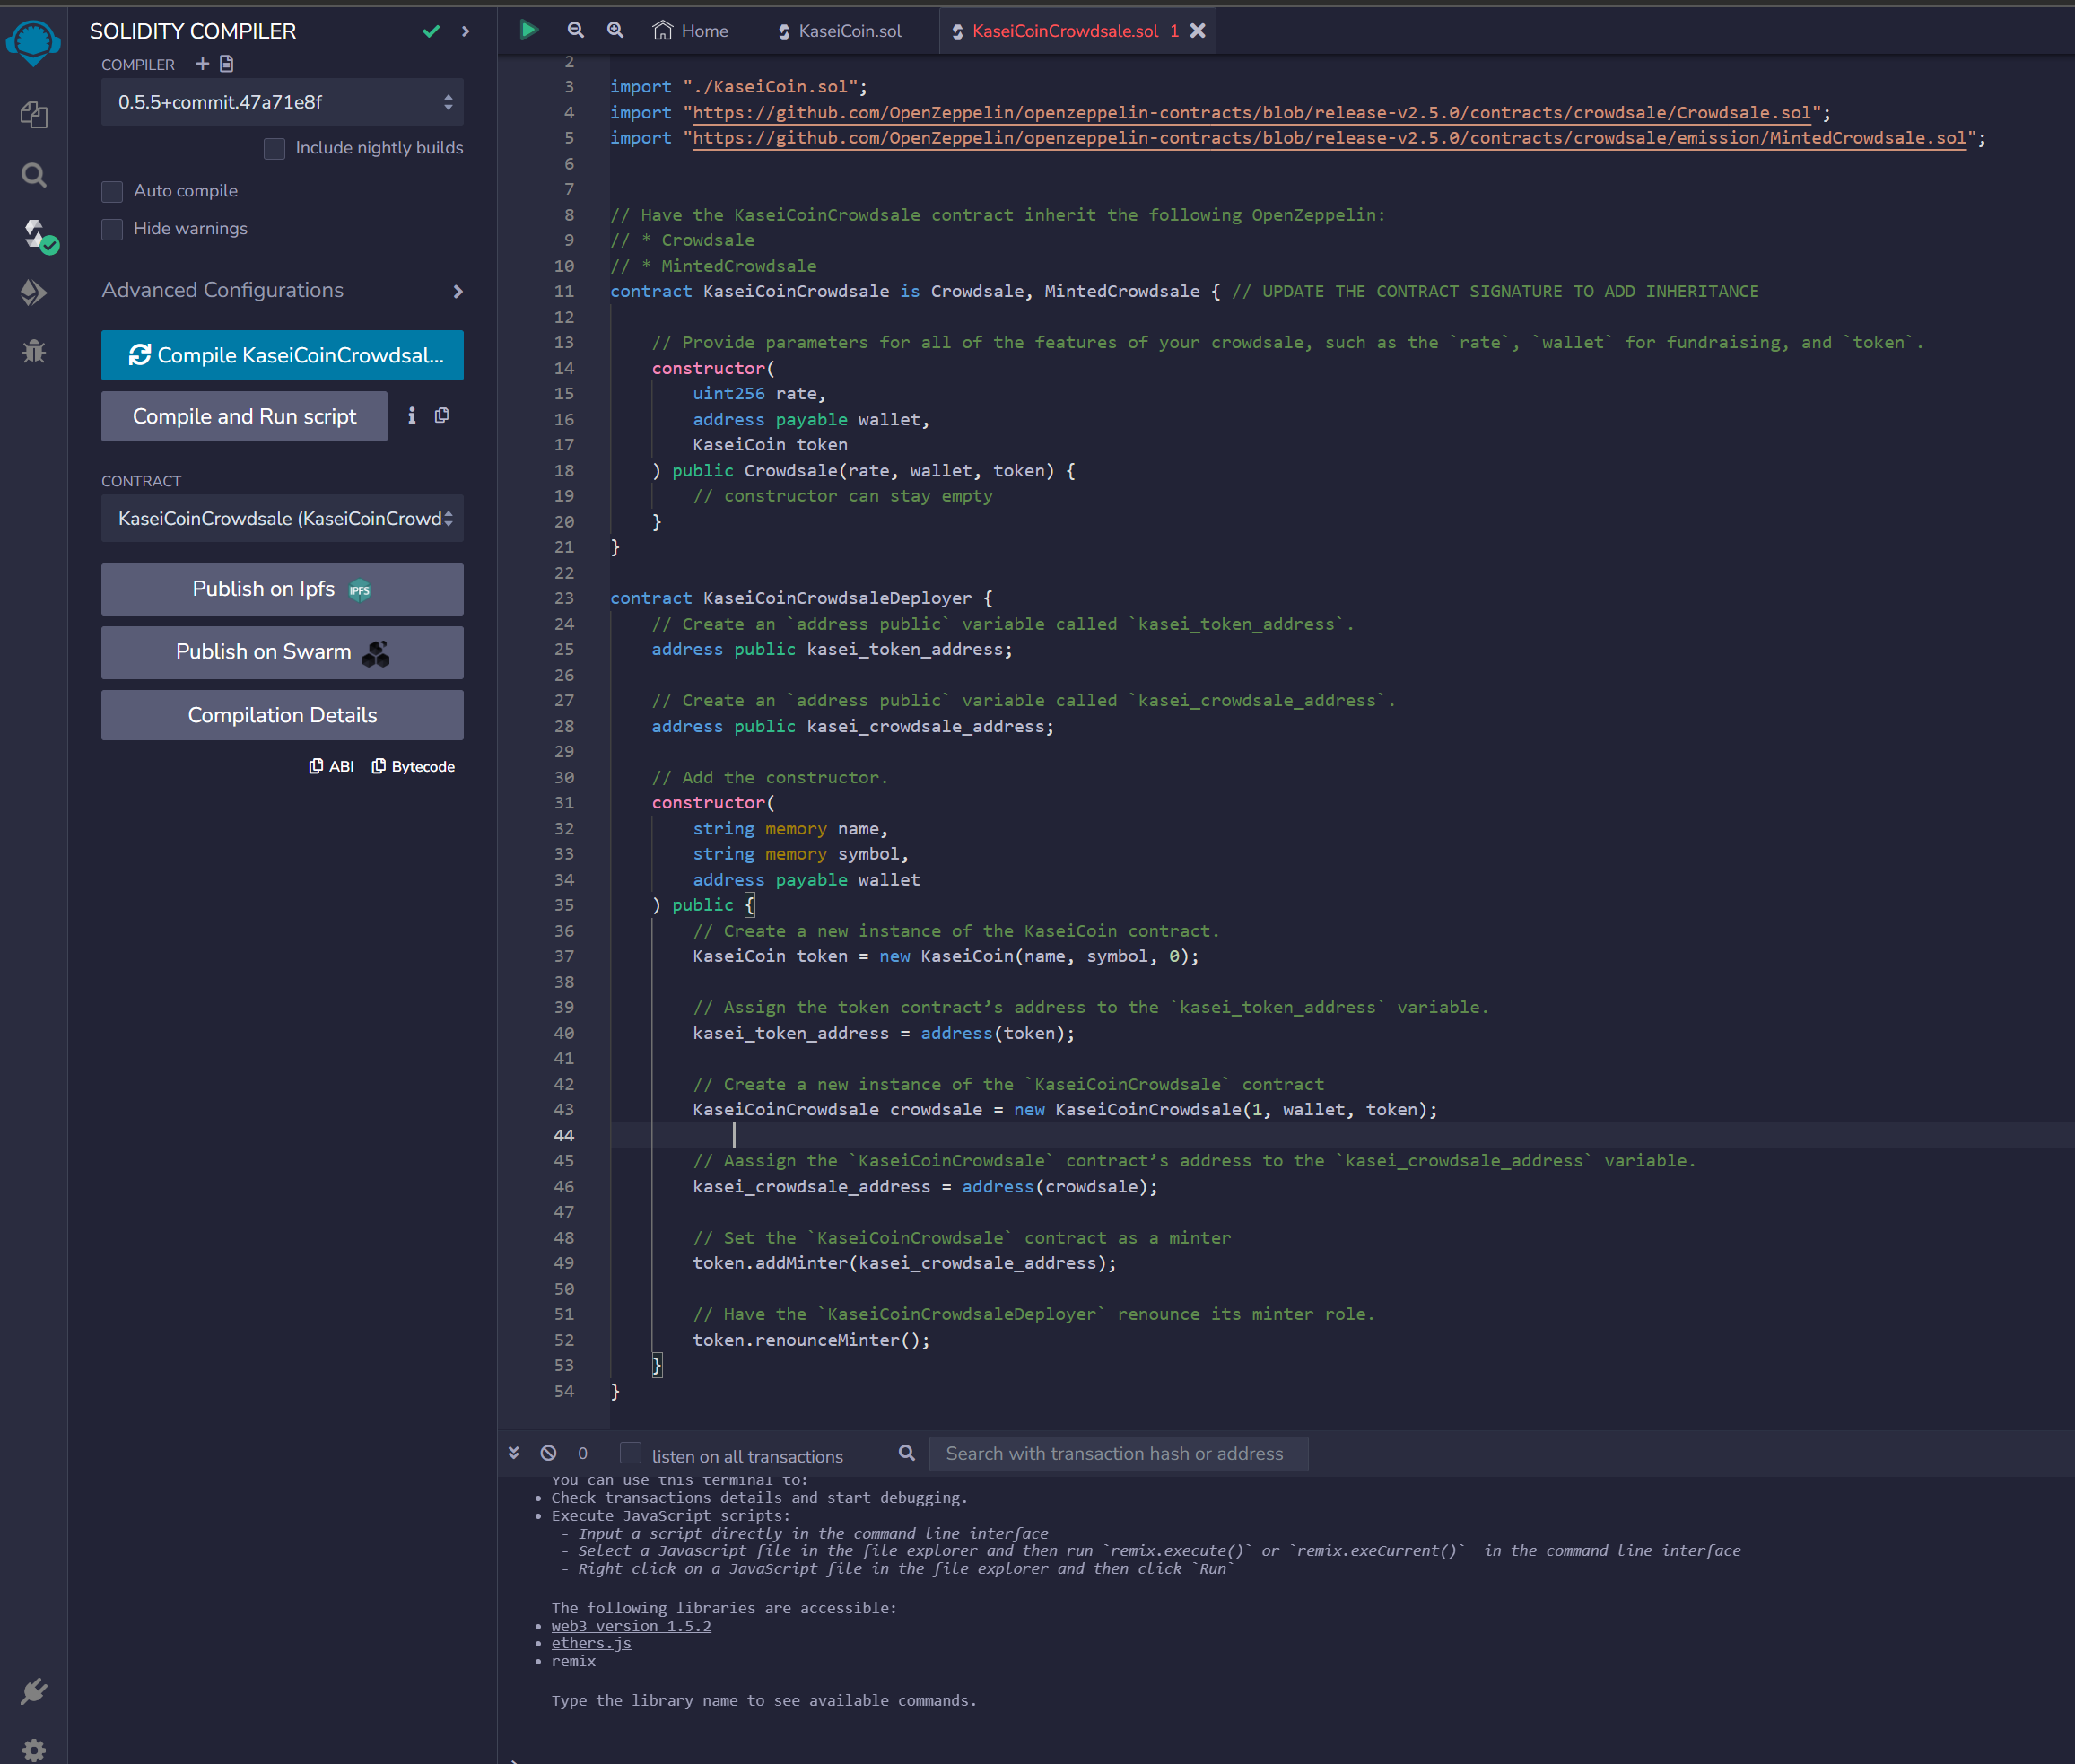 SOLIDITY COMPILER
COMPILER
0.5.5+commit.47a71e8f
Include nightly builds
Auto compile
Hide warnings
Advanced Configurations
Compile KaseiCoinCrowdsal...
Compile and Run script
CONTRACT
KaseiCoinCrowdsale (KaseiCoinCrowd
Publish on Ipfs IPFS
Publish on Swarm
Compilation Details
ABI Bytecode
Home KaseiCoin.sol KaseiCoinCrowdsale.sol 1
2
3 import "./KaseiCoin.sol";
4 import "https://github.com/OpenZeppelin/openzeppelin-contracts/blob/release-v2.5.0/contracts/crowdsale/Crowdsale.sol";
5 import "https://github.com/OpenZeppelin/openzeppelin-contracts/blob/release-v2.5.0/contracts/crowdsale/emission/MintedCrowdsale.sol";
6
7
8 // Have the KaseiCoinCrowdsale contract inherit the following OpenZeppelin:
9 // * Crowdsale
10 // * MintedCrowdsale
11 contract KaseiCoinCrowdsale is Crowdsale, MintedCrowdsale { // UPDATE THE CONTRACT SIGNATURE TO ADD INHERITANCE
12
13 // Provide parameters for all of the features of your crowdsale, such as the `rate`, `wallet` for fundraising, and `token`.
14 constructor(
15 uint256 rate,
16 address payable wallet,
17 KaseiCoin token
18 ) public Crowdsale(rate, wallet, token) {
19 // constructor can stay empty
20 }
21 }
22
23 contract KaseiCoinCrowdsaleDeployer {
24 // Create an `address public` variable called `kasei_token_address`.
25 address public kasei_token_address;
26
27 // Create an `address public` variable called `kasei_crowdsale_address`.
28 address public kasei_crowdsale_address;
29
30 // Add the constructor.
31 constructor(
32 string memory name,
33 string memory symbol,
34 address payable wallet
35 ) public {
36 // Create a new instance of the KaseiCoin contract.
37 KaseiCoin token = new KaseiCoin(name, symbol, 0);
38
39 // Assign the token contract’s address to the `kasei_token_address` variable.
40 kasei_token_address = address(token);
41
42 // Create a new instance of the `KaseiCoinCrowdsale` contract
43 KaseiCoinCrowdsale crowdsale = new KaseiCoinCrowdsale(1, wallet, token);
44
45 // Aassign the `KaseiCoinCrowdsale` contract’s address to the `kasei_crowdsale_address` variable.
46 kasei_crowdsale_address = address(crowdsale);
47
48 // Set the `KaseiCoinCrowdsale` contract as a minter
49 token.addMinter(kasei_crowdsale_address);
50
51 // Have the `KaseiCoinCrowdsaleDeployer` renounce its minter role.
52 token.renounceMinter();
53 }
54 }
0 listen on all transactions Search with transaction hash or address
You can use this terminal to:
• Check transactions details and start debugging.
• Execute JavaScript scripts:
- Input a script directly in the command line interface
- Select a Javascript file in the file explorer and then run `remix.execute()` or `remix.exeCurrent()` in the command line interface
- Right click on a JavaScript file in the file explorer and then click `Run`
The following libraries are accessible:
• web3 version 1.5.2
• ethers.js
• remix
Type the library name to see available commands.